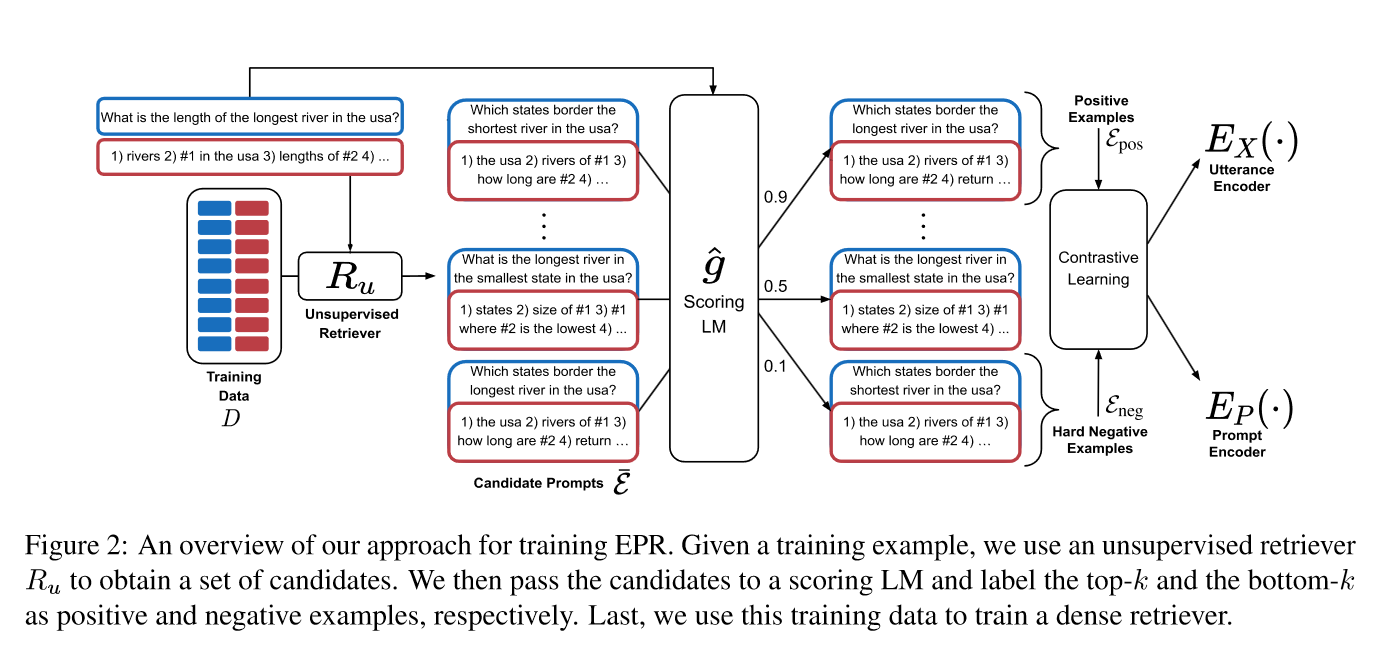 What is the length of the longest river in the usa?
1) rivers 2) #1 in the usa 3) lengths of #2 4) ...
Training
Data
D
R_u
Unsupervised
Retriever
Which states border the
shortest river in the usa?
1) the usa 2) rivers of #1 3)
how long are #2 4) …
⋮
What is the longest river in
the smallest state in the usa?
1) states 2) size of #1 3) #1
where #2 is the lowest 4) ...
Which states border the
longest river in the usa?
1) the usa 2) rivers of #1 3)
how long are #2 4) return …
Candidate Prompts ℰ̄
ĝ
Scoring
LM
0.9
0.5
0.1
Which states border the
longest river in the usa?
1) the usa 2) rivers of #1 3)
how long are #2 4) return …
⋮
What is the longest river in
the smallest state in the usa?
1) states 2) size of #1 3) #1
where #2 is the lowest 4) ...
Which states border the
shortest river in the usa?
1) the usa 2) rivers of #1 3)
how long are #2 4) …
Positive
Examples
ℰ_pos
Contrastive
Learning
ℰ_neg
Hard Negative
Examples
E_X(·)
Utterance
Encoder
E_P(·)
Prompt
Encoder
Figure 2: An overview of our approach for training EPR. Given a training example, we use an unsupervised retriever
R_u to obtain a set of candidates. We then pass the candidates to a scoring LM and label the top-k and the bottom-k
as positive and negative examples, respectively. Last, we use this training data to train a dense retriever.